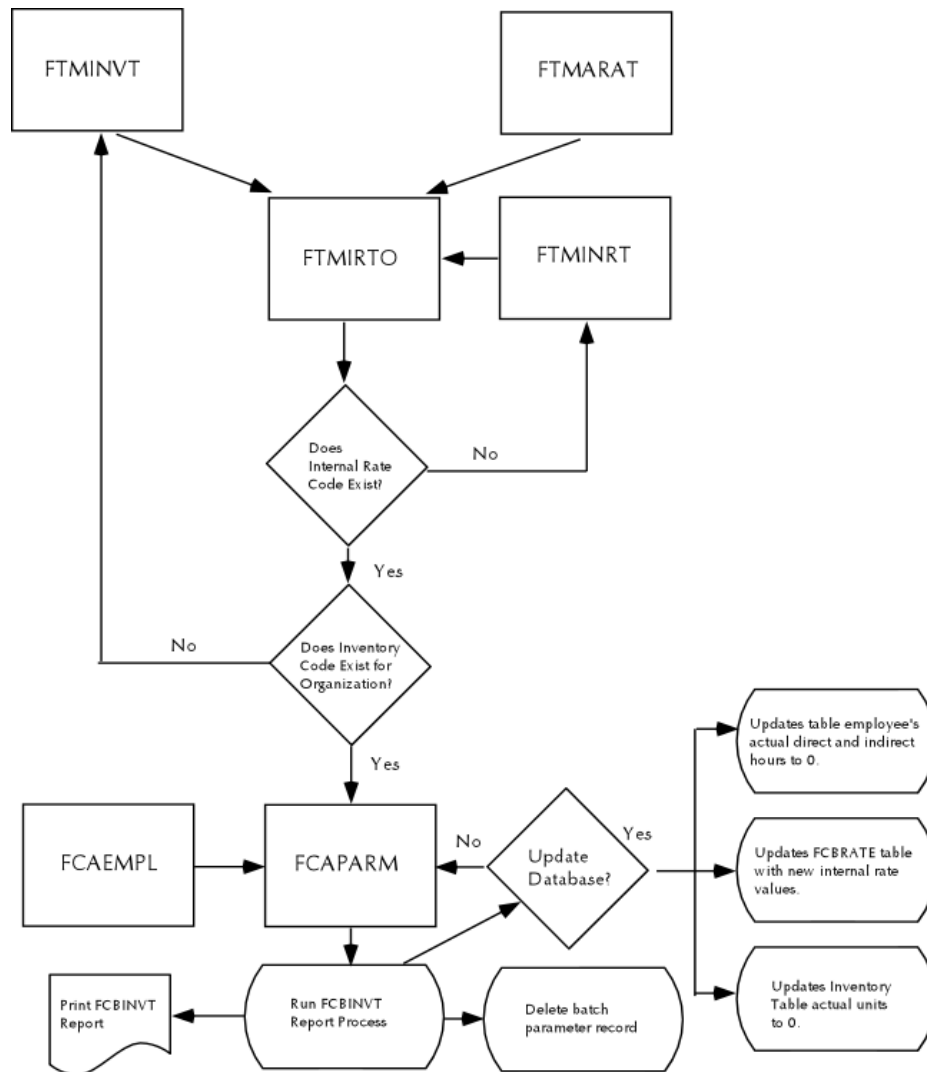 FTMINVT
FTMARAT
FTMIRTO
FTMINRT
Does
Internal Rate
Code Exist?
No
Yes
No
Does Inventory
Code Exist for
Organization?
Yes
Updates table employee's
actual direct and indirect
hours to 0.
FCAEMPL
FCAPARM
No
Update
Database?
Yes
Updates FCBRATE table
with new internal rate
values.
Print FCBINVT
Report
Run FCBINVT
Report Process
Delete batch
parameter record
Updates Inventory
Table actual units
to 0.